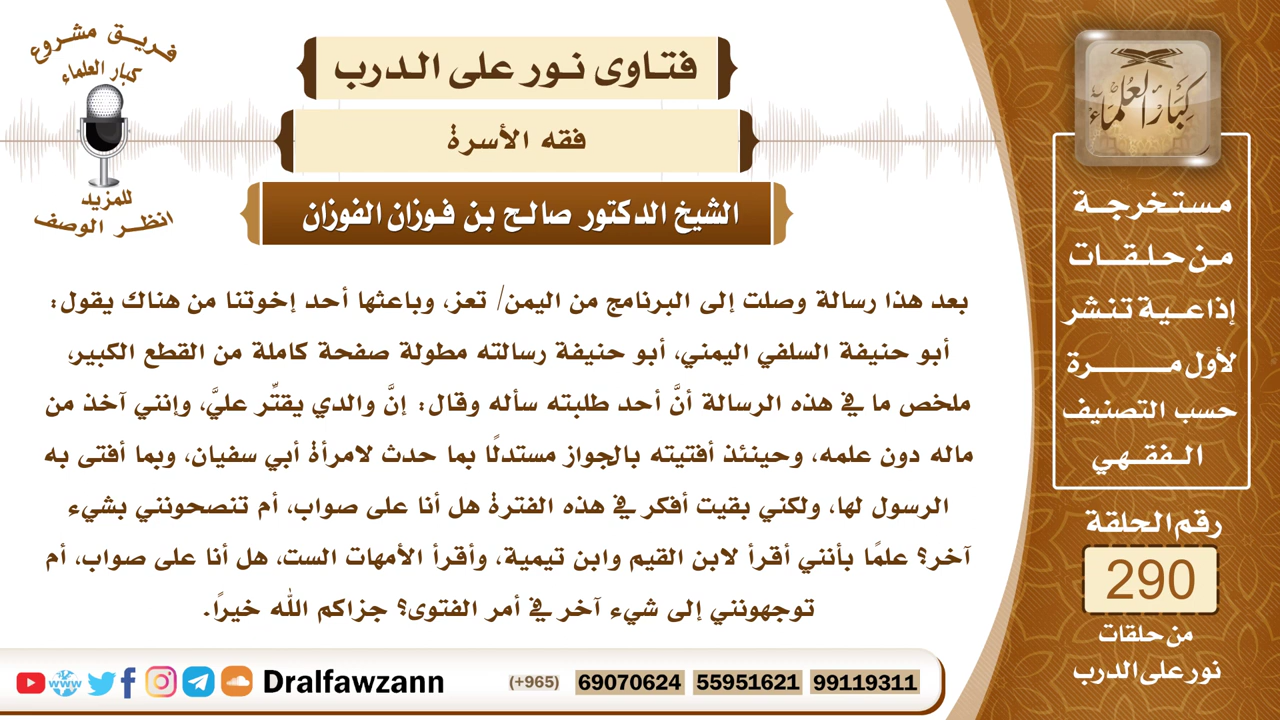 فريق مشروع
كبار العلماء
للمزيد
انظر الوصف
فتاوى نور على الدرب
فقه الأسرة
الشيخ الدكتور صالح بن فوزان الفوزان
بعد هذا رسالة وصلت إلى البرنامج من اليمن/ تعز، وباعثها أحد إخوتنا من هناك يقول:
أبو حنيفة السلفي اليمني، أبو حنيفة رسالته مطولة صفحة كاملة من القطع الكبير،
ملخص ما في هذه الرسالة أنَّ أحد طلبته سأله وقال: إنَّ والدي يقتِّر عليَّ، وإنني آخذ من
ماله دون علمه، وحينئذ أفتيته بالجواز مستدلًا بما حدث لامرأة أبي سفيان، وبما أفتى به
الرسول لها، ولكني بقيت أفكر في هذه الفترة هل أنا على صواب، أم تنصحونني بشيء
آخر؟ علمًا بأنني أقرأ لابن القيم وابن تيمية، وأقرأ الأمهات الست، هل أنا على صواب، أم
توجهونني إلى شيء آخر في أمر الفتوى؟ جزاكم الله خيرًا.
كبار العلماء
مستخرجة
من حلقات
إذاعية تنشر
لأول مرة
حسب التصنيف
الفقهي
رقم الحلقة
290
من حلقات
نور على الدرب
www
Dralfawzann
(+965) 69070624 55951621 99119311